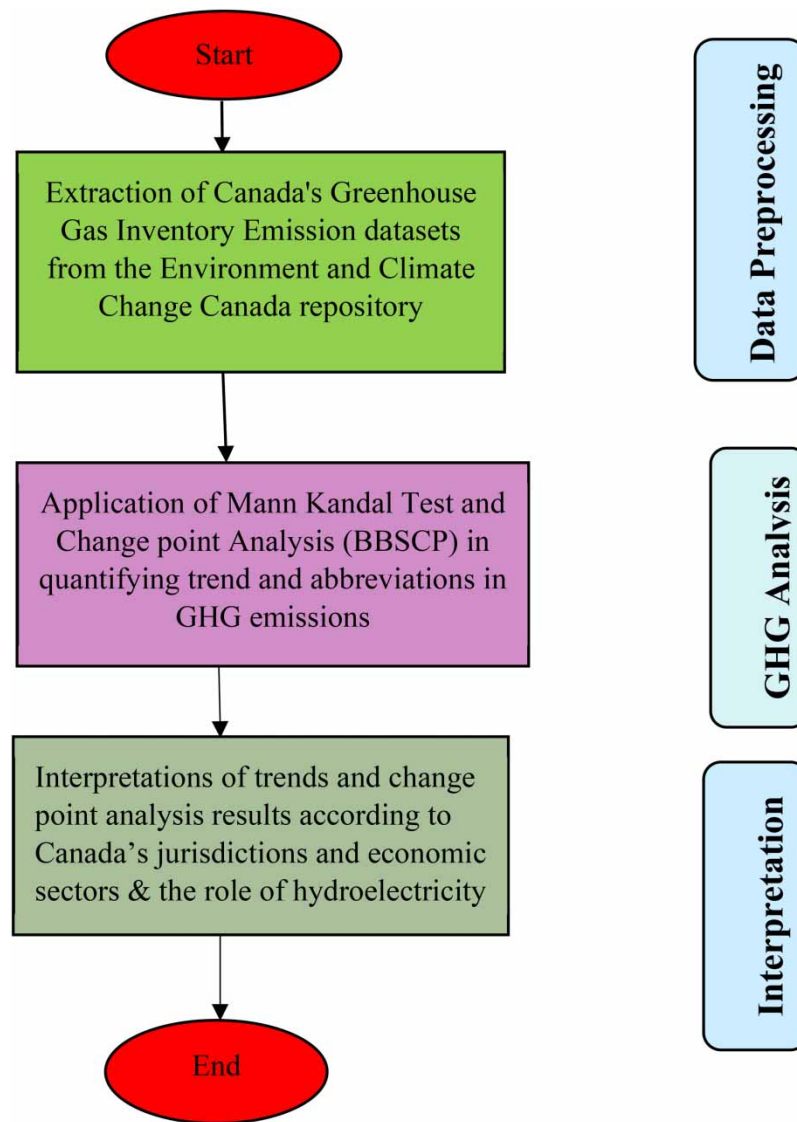 Start
Data Preprocessing
Extraction of Canada's Greenhouse
Gas Inventory Emission datasets
from the Environment and Climate
Change Canada repository
Application of Mann Kandal Test and
Change point Analysis (BBSCP) in
quantifying trend and abbreviations in
GHG emissions
GHG Analysis
Interpretations of trends and change
point analysis results according to
Canada’s jurisdictions and economic
sectors & the role of hydroelectricity
Interpretation
End